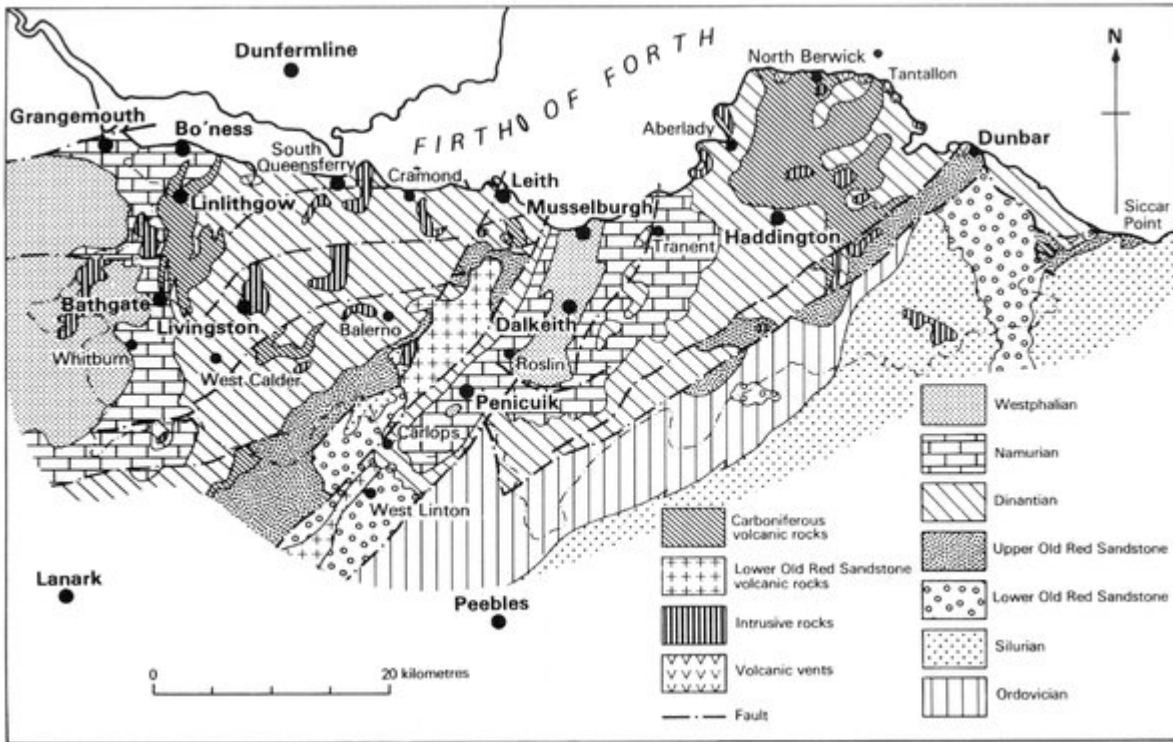 Dunfermline
FIRTH OF FORTH
North Berwick
Tantallon
N
Grangemouth
Bo'ness
South
Queensferry
Cramond
Leith
Aberlady
Dunbar
Linlithgow
Musselburgh
Tranent
Haddington
Siccar
Point
Bathgate
Livingston
Balerno
Dalkeith
Whitburn
West Calder
Roslin
Penicuik
Carlops
West Linton
Lanark
Peebles
0 20 kilometres
Carboniferous
volcanic rocks
Lower Old Red Sandstone
volcanic rocks
Intrusive rocks
Volcanic vents
Fault
Westphalian
Namurian
Dinantian
Upper Old Red Sandstone
Lower Old Red Sandstone
Silurian
Ordovician